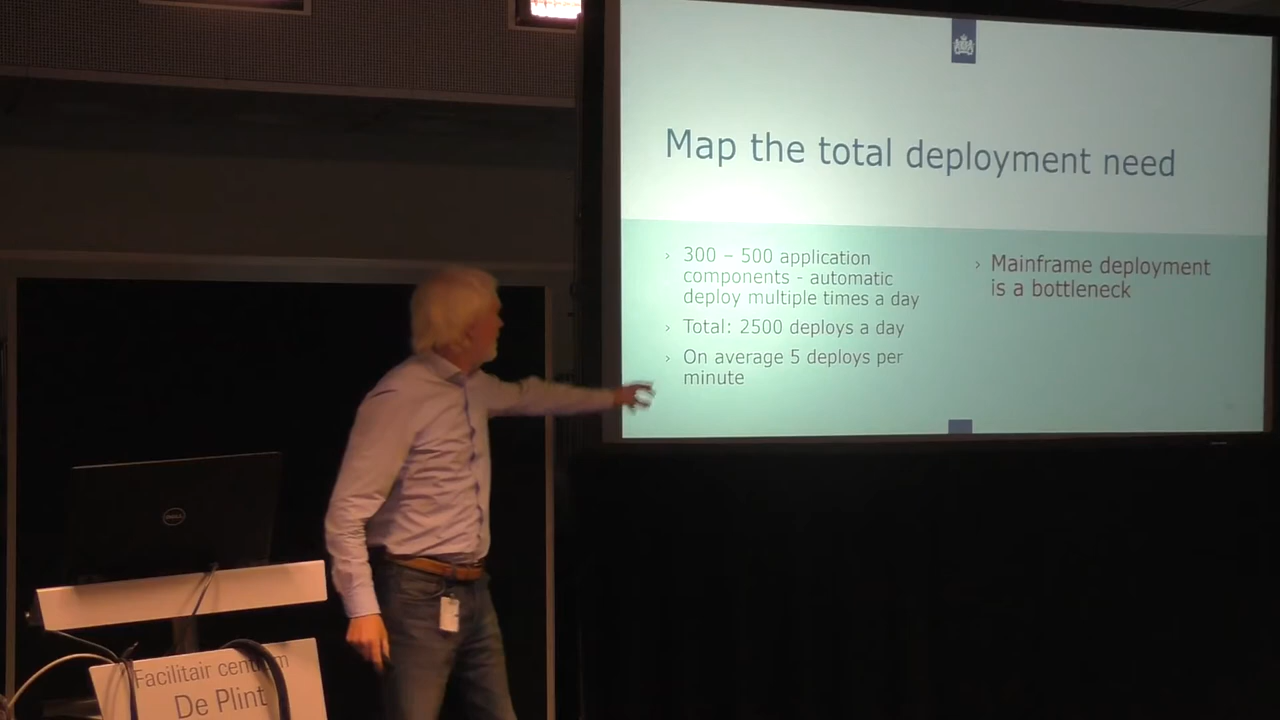 Map the total deployment need
› 300 – 500 application
components - automatic
deploy multiple times a day
› Total: 2500 deploys a day
› On average 5 deploys per
minute
› Mainframe deployment
is a bottleneck
DELL
Facilitair centrum
De Plint